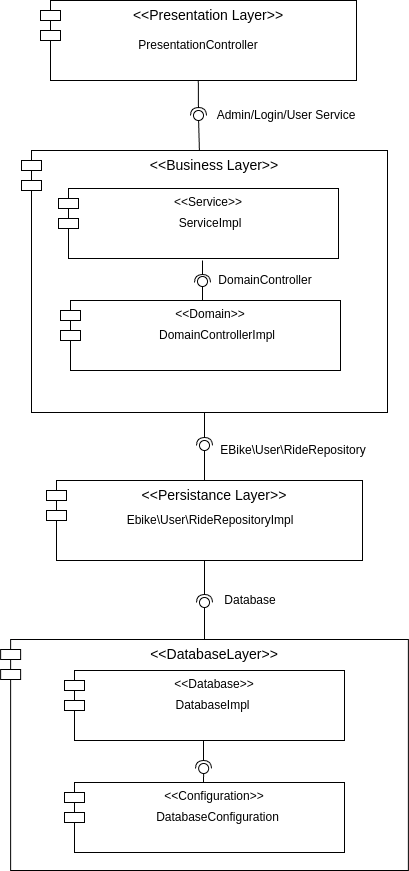 <<Presentation Layer>>
PresentationController
Admin/Login/User Service
<<Business Layer>>
<<Service>>
ServiceImpl
DomainController
<<Domain>>
DomainControllerImpl
EBike\User\RideRepository
<<Persistance Layer>>
Ebike\User\RideRepositoryImpl
Database
<<DatabaseLayer>>
<<Database>>
DatabaseImpl
<<Configuration>>
DatabaseConfiguration